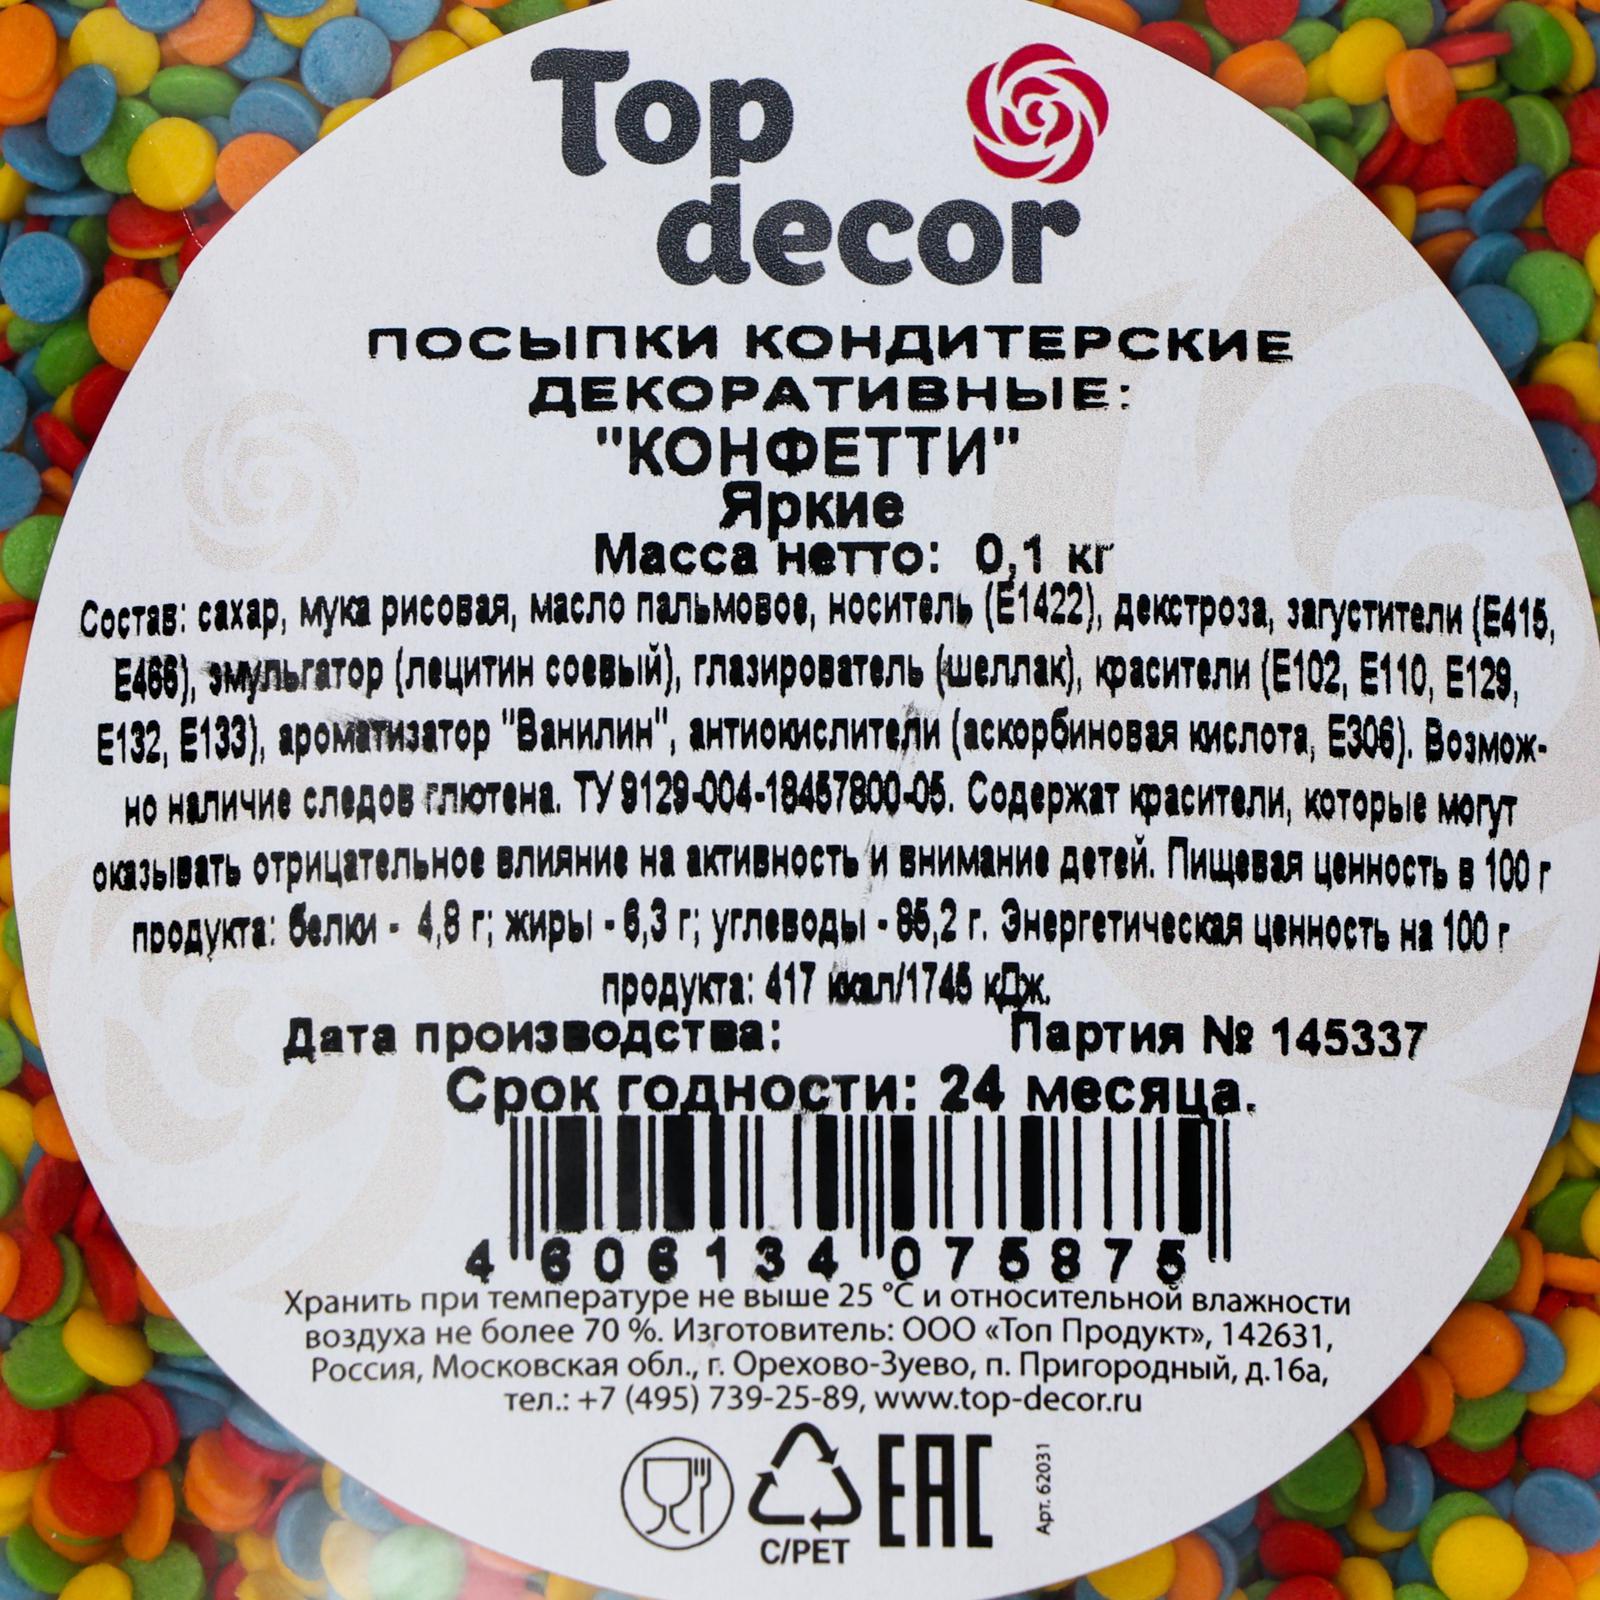 Top
decor
ПОСЫПКИ КОНДИТЕРСКИЕ
ДЕКОРАТИВНЫЕ:
"КОНФЕТТИ"
Яркие
Масса нетто: 0,1 кг
Состав: сахар, мука рисовая, масло пальмовое, носитель (Е1422), декстроза, загустители (Е415,
Е466), эмульгатор (лецитин соевый), глазирователь (шеллак), красители (Е102, Е110, Е129,
Е132, Е133), ароматизатор "Ванилин", антиокислители (аскорбиновая кислота, Е306). Возмож-
но наличие следов глютена. ТУ 9129-004-18457800-05. Содержат красители, которые могут
оказывать отрицательное влияние на активность и внимание детей. Пищевая ценность в 100 г
продукта: белки - 4,8 г; жиры - 6,3 г; углеводы - 85,2 г. Энергетическая ценность на 100 г
продукта: 417 ккал/1745 кДж.
Дата производства: Партия № 145337
Срок годности: 24 месяца.
4 606134 075875
Хранить при температуре не выше 25 °С и относительной влажности
воздуха не более 70 %. Изготовитель: ООО «Топ Продукт», 142631,
Россия, Московская обл., г. Орехово-Зуево, п. Пригородный, д.16а,
тел.: +7 (495) 739-25-89, www.top-decor.ru
EAC
C/PET
Арт. 62031